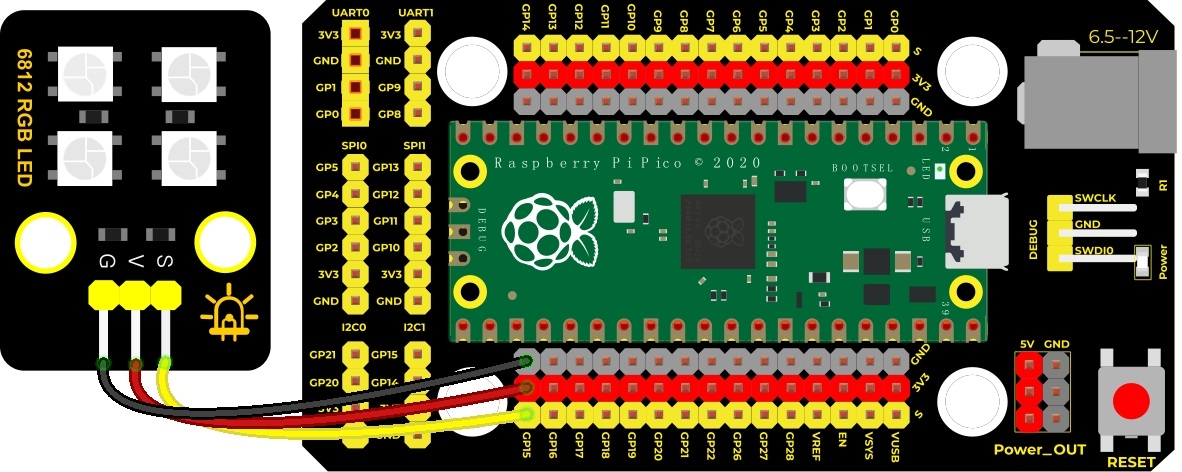 6812 RGB LED
G
V
S
UART0
3V3
GND
GP1
GP0
UART1
3V3
GND
GP9
GP8
SPI0
GP5
GP4
GP3
GP2
3V3
GND
SPI1
GP13
GP12
GP11
GP10
3V3
GND
I2C0
GP21
GP20
3V3
I2C1
GP15
GP14
GND
GP14
GP13
GP12
GP11
GP10
GP9
GP8
GP7
GP6
GP5
GP4
GP3
GP2
GP1
GP0
S
3V3
GND
Raspberry Pi Pico © 2020
BOOTSEL
LED
2
1
DEBUG
USB
39
GND
3V3
S
GP15
GP16
GP17
GP18
GP19
GP20
GP21
GP22
GP26
GP27
GP28
VREF
EN
VSYS
VUSB
6.5--12V
R1
DEBUG
SWCLK
GND
SWDI0
Power
5V
GND
Power_OUT
RESET